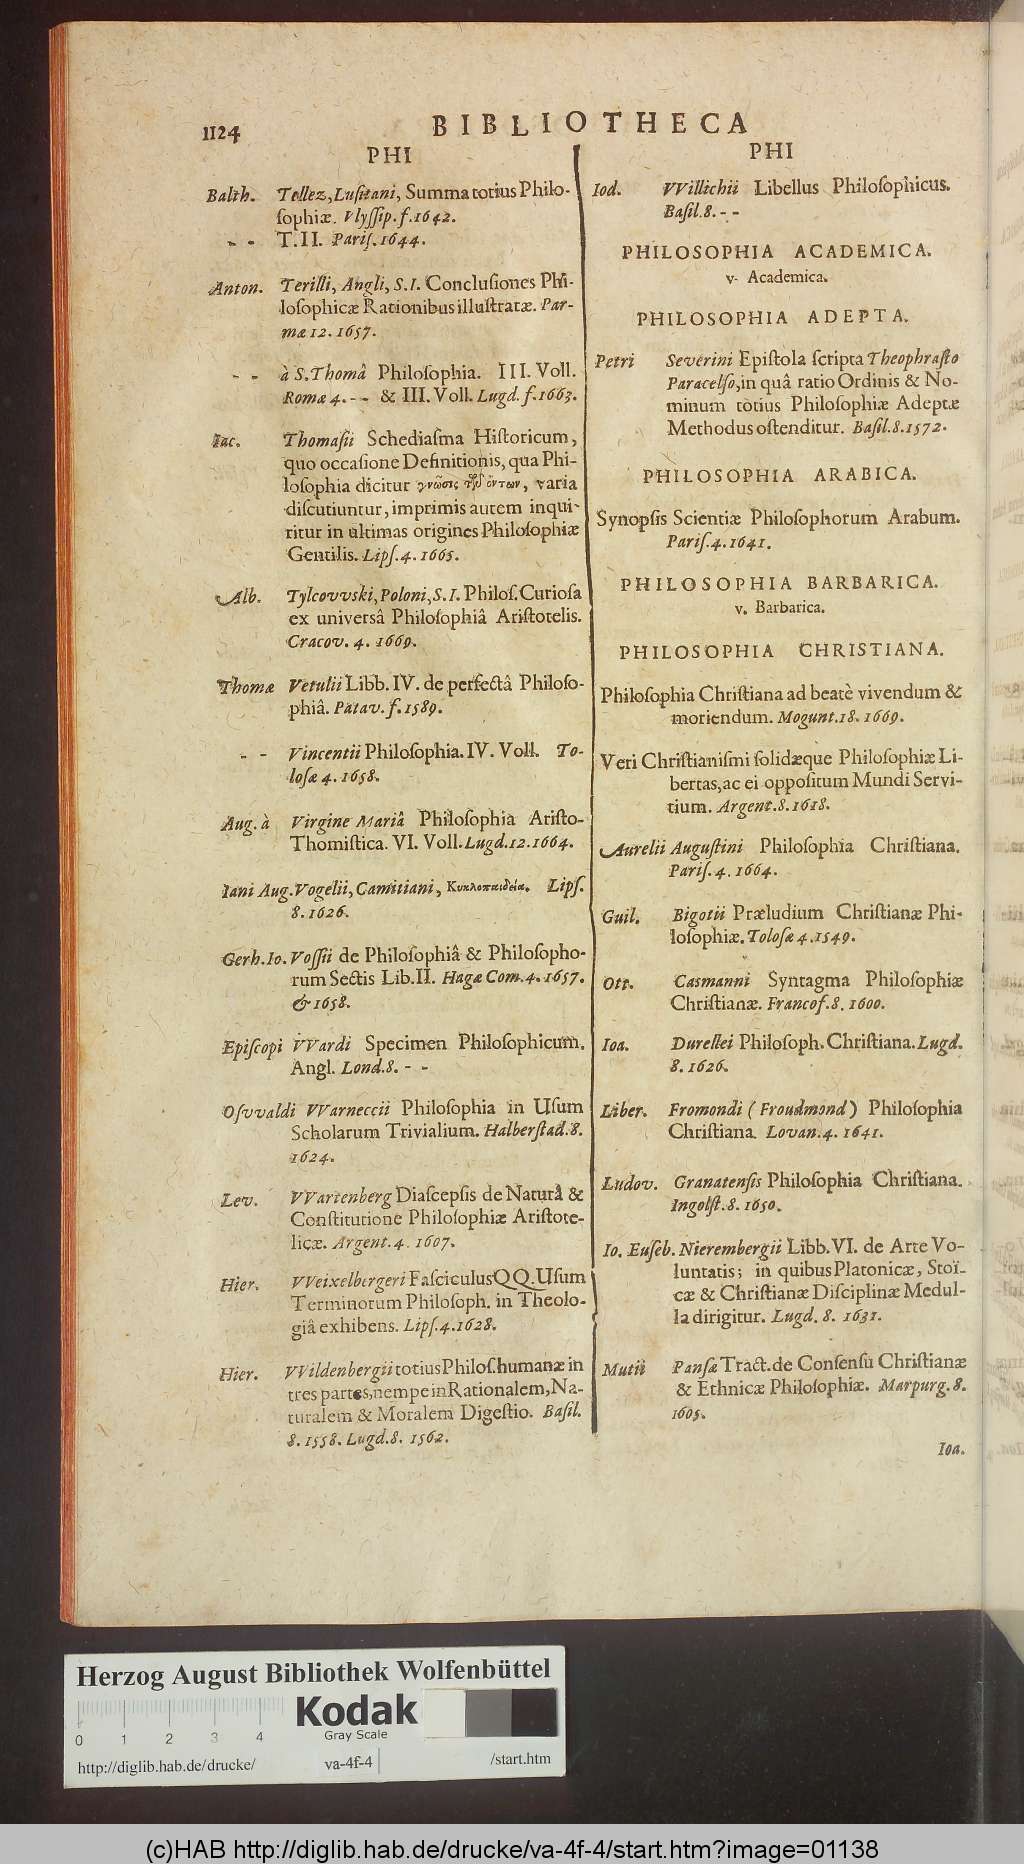 1124
BIBLIOTHECA
PHI
Balth. Tellez, Lusitani, Summa totius Philo-
sophiæ. Vlyssip. f. 1642.
- - T. II. Paris. 1644.
Anton. Terilli, Angli, S. I. Conclusiones Phi-
losophicæ Rationibus illustratæ. Par-
mæ 12. 1657.
- - à S. Thomâ Philosophia. III. Voll.
Romæ 4. - - & III. Voll. Lugd. f. 1663.
Iac. Thomasii Schediasma Historicum,
quo occasione Definitionis, qua Phi-
losophia dicitur γνῶσις τῶν ὄντων, varia
discutiuntur, imprimis autem inqui-
ritur in ultimas origines Philosophiæ
Gentilis. Lips. 4. 1665.
Alb. Tylcovvski, Poloni, S. I. Philos. Curiosa
ex universâ Philosophiâ Aristotelis.
Cracov. 4. 1669.
Thomæ Vetulii Libb. IV. de perfectâ Philoso-
phiâ. Patav. f. 1589.
- - Vincentii Philosophia. IV. Voll. To-
losæ 4. 1658.
Aug. à Virgine Mariâ Philosophia Aristo-
Thomistica. VI. Voll. Lugd. 12. 1664.
Iani Aug. Vogelii, Camitiani, Κυκλοπαιδεία. Lips.
8. 1626.
Gerh. Io. Vossii de Philosophiâ & Philosopho-
rum Sectis Lib. II. Hagæ Com. 4. 1657.
& 1658.
Episcopi VVardi Specimen Philosophicum.
Angl. Lond. 8. - -
Osvvaldi VVarneccii Philosophia in Usum
Scholarum Trivialium. Halberstad. 8.
1624.
Lev. VVartenberg Diascepsis de Naturâ &
Constitutione Philosophiæ Aristote-
licæ. Argent. 4. 1607.
Hier. VVeixelbergeri Fasciculus QQ. Usum
Terminorum Philosoph. in Theolo-
giâ exhibens. Lips. 4. 1628.
Hier. VVildenbergii totius Philos. humanæ in
tres partes, nempe in Rationalem, Na-
turalem & Moralem Digestio. Basil.
8. 1558. Lugd. 8. 1562.
PHI
Iod. VVillichii Libellus Philosophicus.
Basil. 8. - -
PHILOSOPHIA ACADEMICA.
v. Academica.
PHILOSOPHIA ADEPTA.
Petri Severini Epistola scripta Theophrasto
Paracelso, in quâ ratio Ordinis & No-
minum totius Philosophiæ Adeptæ
Methodus ostenditur. Basil. 8. 1572.
PHILOSOPHIA ARABICA.
Synopsis Scientiæ Philosophorum Arabum.
Paris. 4. 1641.
PHILOSOPHIA BARBARICA.
v. Barbarica.
PHILOSOPHIA CHRISTIANA.
Philosophia Christiana ad beatè vivendum &
moriendum. Mogunt. 18. 1669.
Veri Christianismi solidæque Philosophiæ Li-
bertas, ac ei oppositum Mundi Servi-
tium. Argent. 8. 1618.
Aurelii Augustini Philosophia Christiana.
Paris. 4. 1664.
Guil. Bigotii Præludium Christianæ Phi-
losophiæ. Tolosæ 4. 1549.
Ott. Casmanni Syntagma Philosophiæ
Christianæ. Francof. 8. 1600.
Ioa. Durellei Philosoph. Christiana. Lugd.
8. 1626.
Liber. Fromondi (Froudmond) Philosophia
Christiana. Lovan. 4. 1641.
Ludov. Granatensis Philosophia Christiana.
Ingolst. 8. 1650.
Io. Euseb. Nierembergii Libb. VI. de Arte Vo-
luntatis; in quibus Platonicæ, Stoï-
cæ & Christianæ Disciplinæ Medul-
la dirigitur. Lugd. 8. 1631.
Mutii Pansæ Tract. de Consensu Christianæ
& Ethnicæ Philosophiæ. Marpurg. 8.
1605.
Ioa.
Herzog August Bibliothek Wolfenbüttel
Kodak
Gray Scale
0 1 2 3 4
http://diglib.hab.de/drucke/ va-4f-4 /start.htm
(c)HAB http://diglib.hab.de/drucke/va-4f-4/start.htm?image=01138